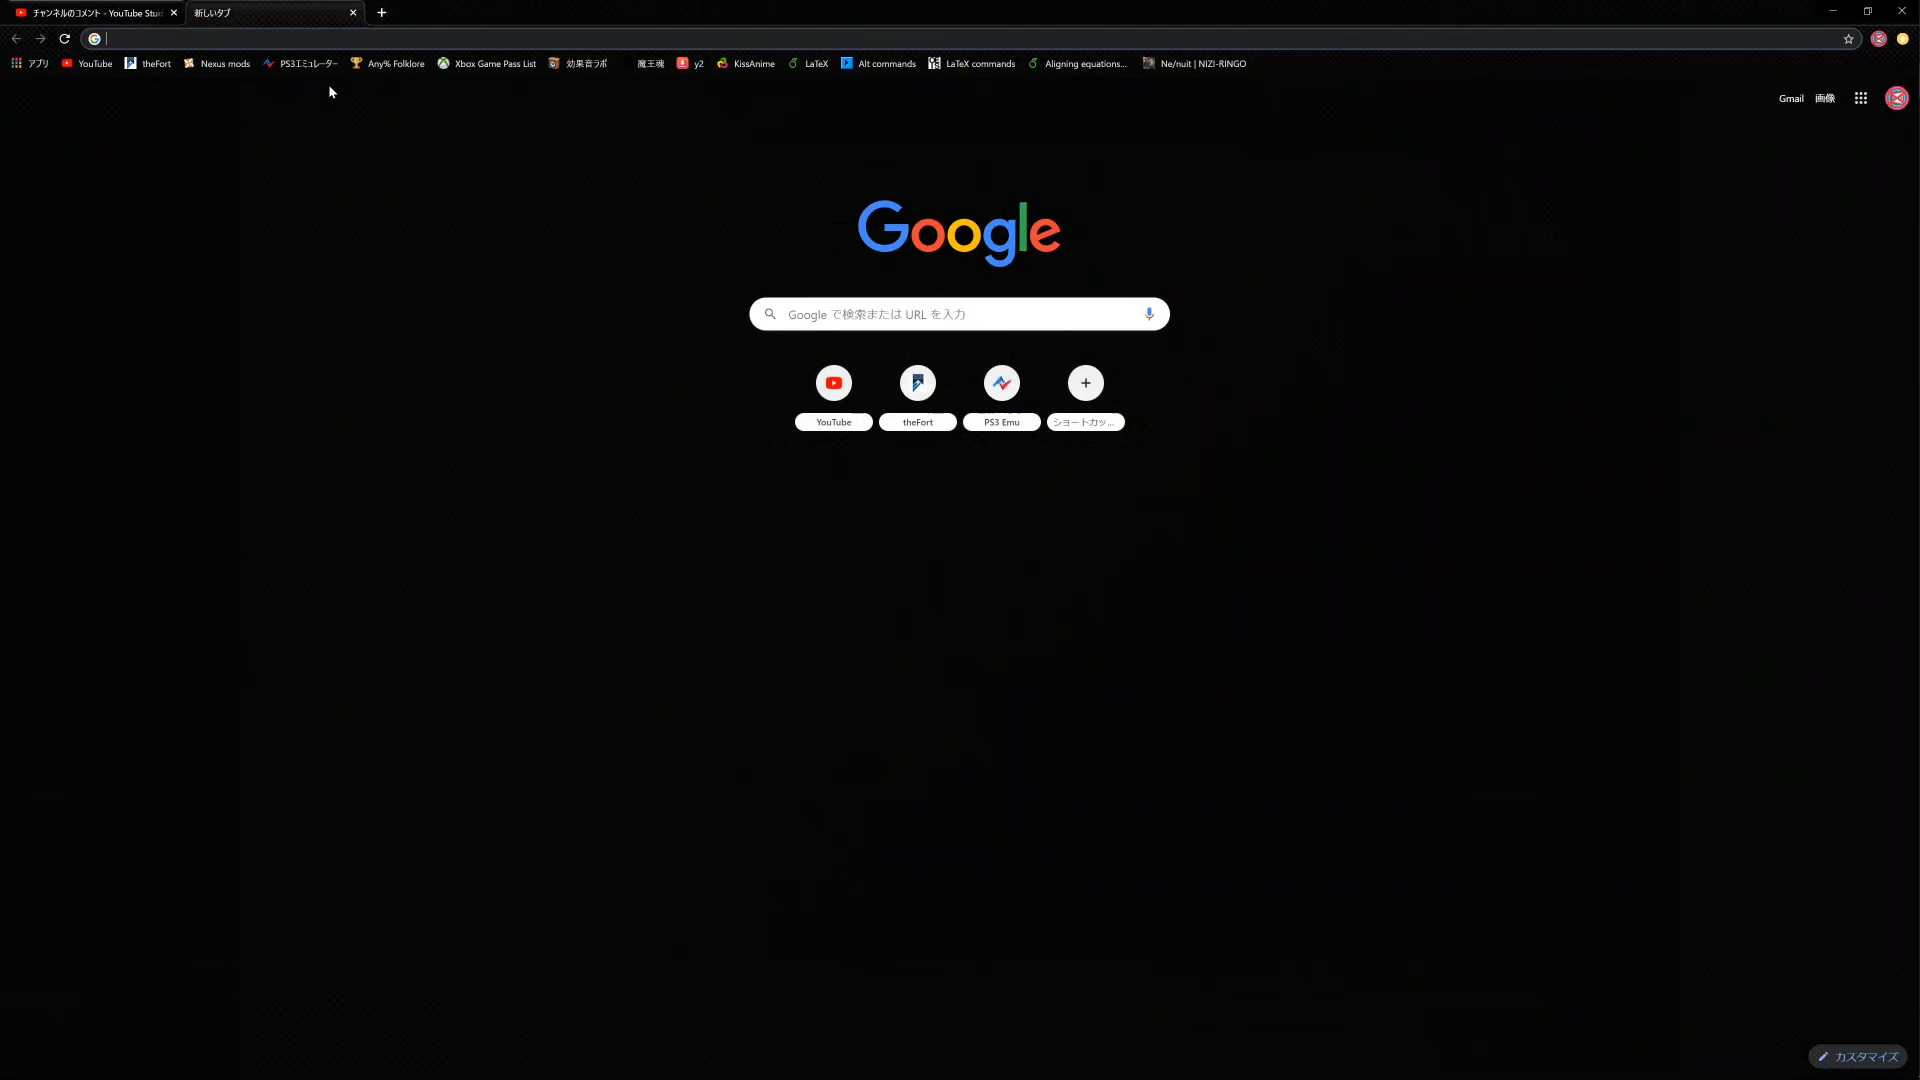 チャンネルのコメント - YouTube Stud
新しいタブ
アプリ YouTube theFort Nexus mods PS3エミュレーター Any% Folklore Xbox Game Pass List 効果音ラボ 魔王魂 y2 KissAnime LaTeX Alt commands LaTeX commands Aligning equations... Ne/nuit | NIZI-RINGO
Gmail 画像
Google
Google で検索または URL を入力
YouTube theFort PS3 Emu ショートカッ...
カスタマイズ